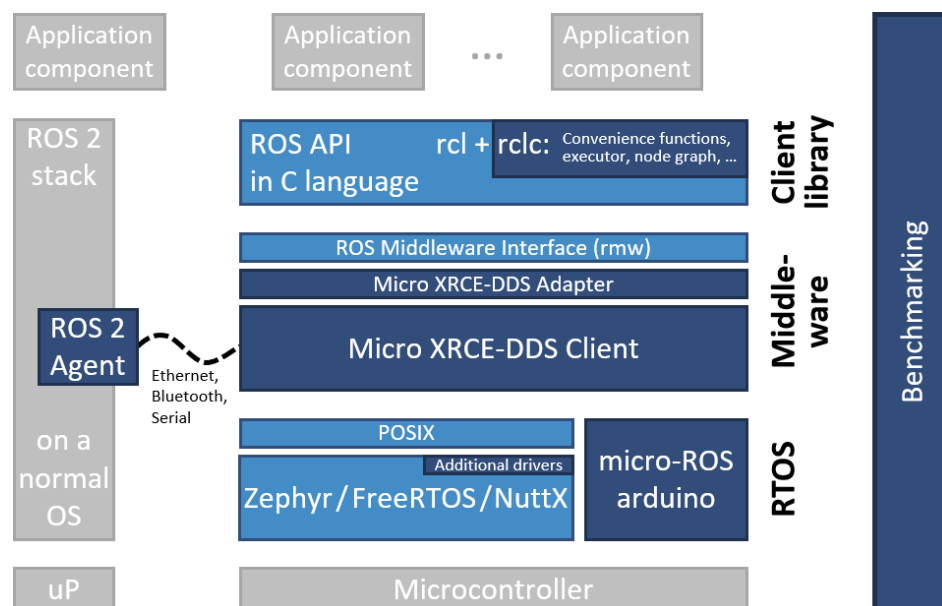 Application
component
Application
component
...
Application
component
ROS 2
stack
on a
normal
OS
uP
ROS 2
Agent
Ethernet,
Bluetooth,
Serial
ROS API
in C language
rcl + rclc:
Convenience functions,
executor, node graph, ...
Client
library
ROS Middleware Interface (rmw)
Micro XRCE-DDS Adapter
Micro XRCE-DDS Client
Middle-
ware
POSIX
Additional drivers
Zephyr/FreeRTOS/NuttX
micro-ROS
arduino
RTOS
Microcontroller
Benchmarking